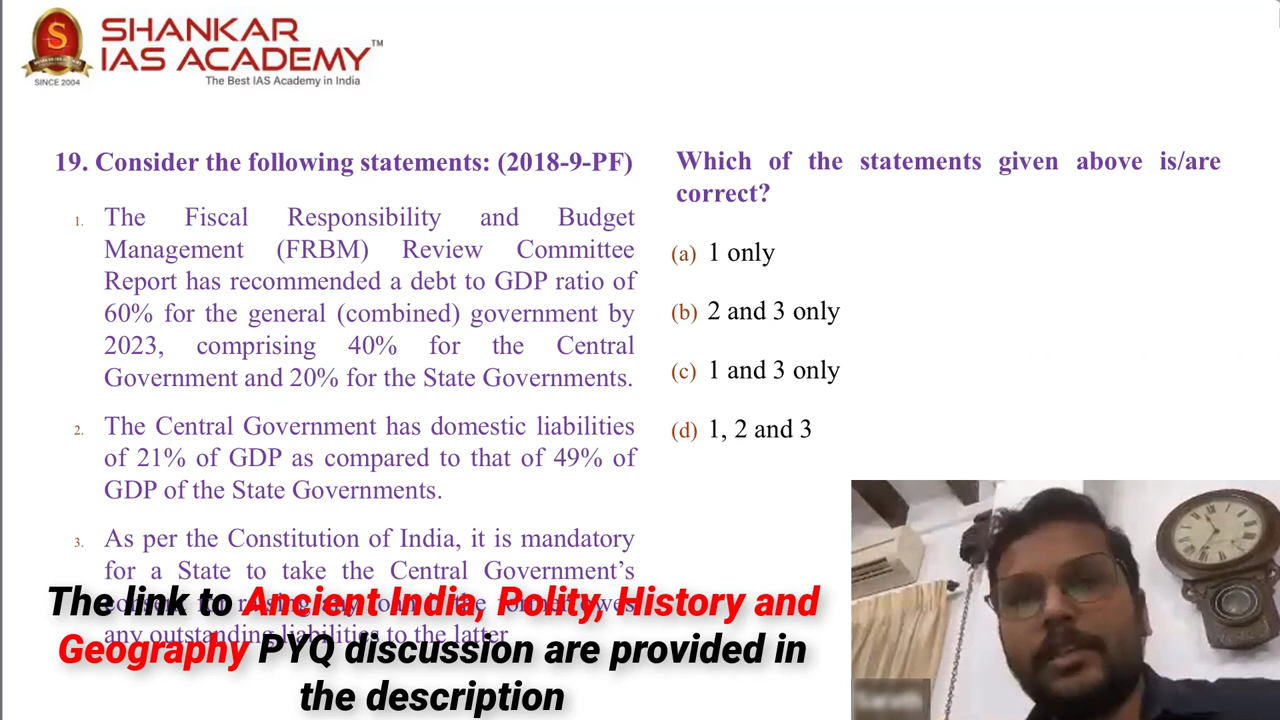 SHANKAR
IAS ACADEMY™
The Best IAS Academy in India
SINCE 2004
19. Consider the following statements: (2018-9-PF)
1. The Fiscal Responsibility and Budget
Management (FRBM) Review Committee
Report has recommended a debt to GDP ratio of
60% for the general (combined) government by
2023, comprising 40% for the Central
Government and 20% for the State Governments.
2. The Central Government has domestic liabilities
of 21% of GDP as compared to that of 49% of
GDP of the State Governments.
3. As per the Constitution of India, it is mandatory
for a State to take the Central Government's
any outstanding liabilities to the latter
Which of the statements given above is/are
correct?
(a) 1 only
(b) 2 and 3 only
(c) 1 and 3 only
(d) 1, 2 and 3
The link to Ancient India, Polity, History and
Geography PYQ discussion are provided in
the description